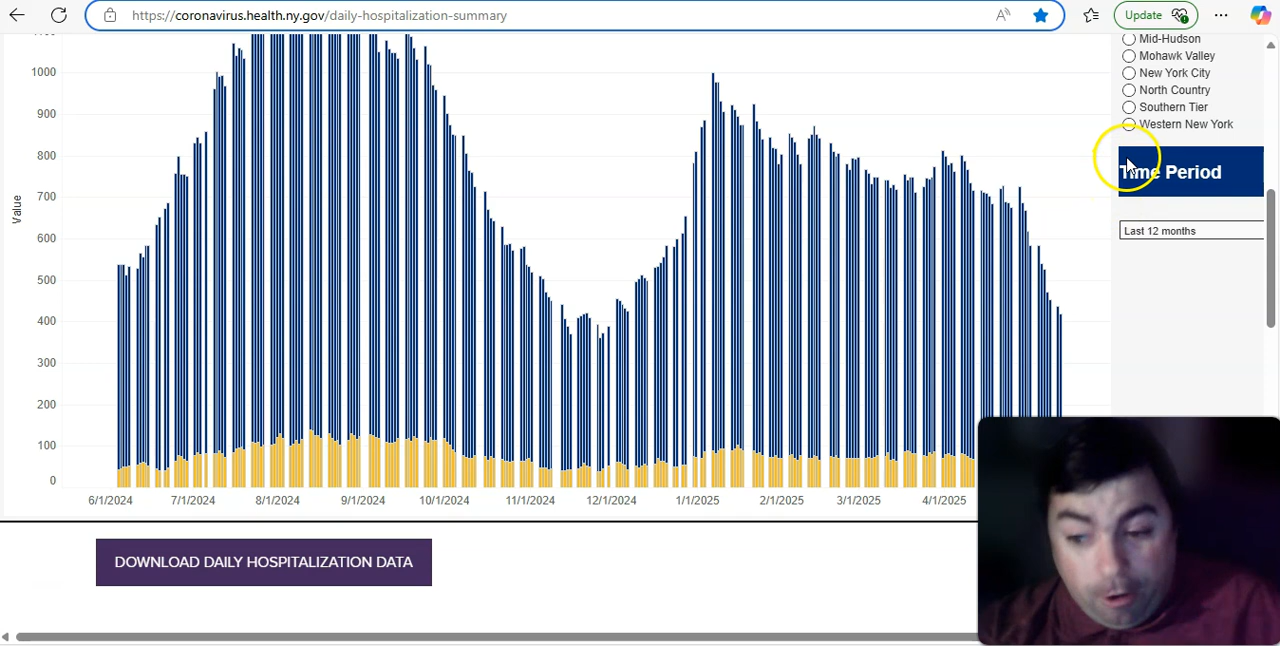 https://coronavirus.health.ny.gov/daily-hospitalization-summary
Update
Mid-Hudson
Mohawk Valley
New York City
North Country
Southern Tier
Western New York
Time Period
Last 12 months
Value
1000
900
800
700
600
500
400
300
200
100
0
6/1/2024 7/1/2024 8/1/2024 9/1/2024 10/1/2024 11/1/2024 12/1/2024 1/1/2025 2/1/2025 3/1/2025 4/1/2025
DOWNLOAD DAILY HOSPITALIZATION DATA